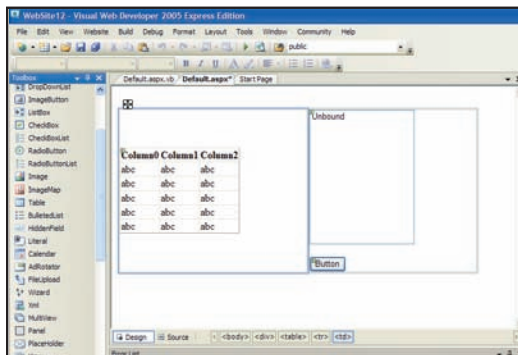 WebSite12 - Visual Web Developer 2005 Express Edition
File Edit View Website Build Debug Format Layout Tools Window Community Help
public
B I U A
Toolbox
Default.aspx.vb Default.aspx* Start Page
DropDownList
ImageButton
ListBox
CheckBox
CheckBoxList
RadioButton
RadioButtonList
Image
ImageMap
Table
BulletedList
HiddenField
Literal
Calendar
AdRotator
FileUpload
Wizard
Xml
MultiView
Panel
PlaceHolder
Column0 Column1 Column2
abc abc abc
abc abc abc
abc abc abc
abc abc abc
abc abc abc
Unbound
Button
Design Source <body> <div> <table> <tr> <td>
Error List